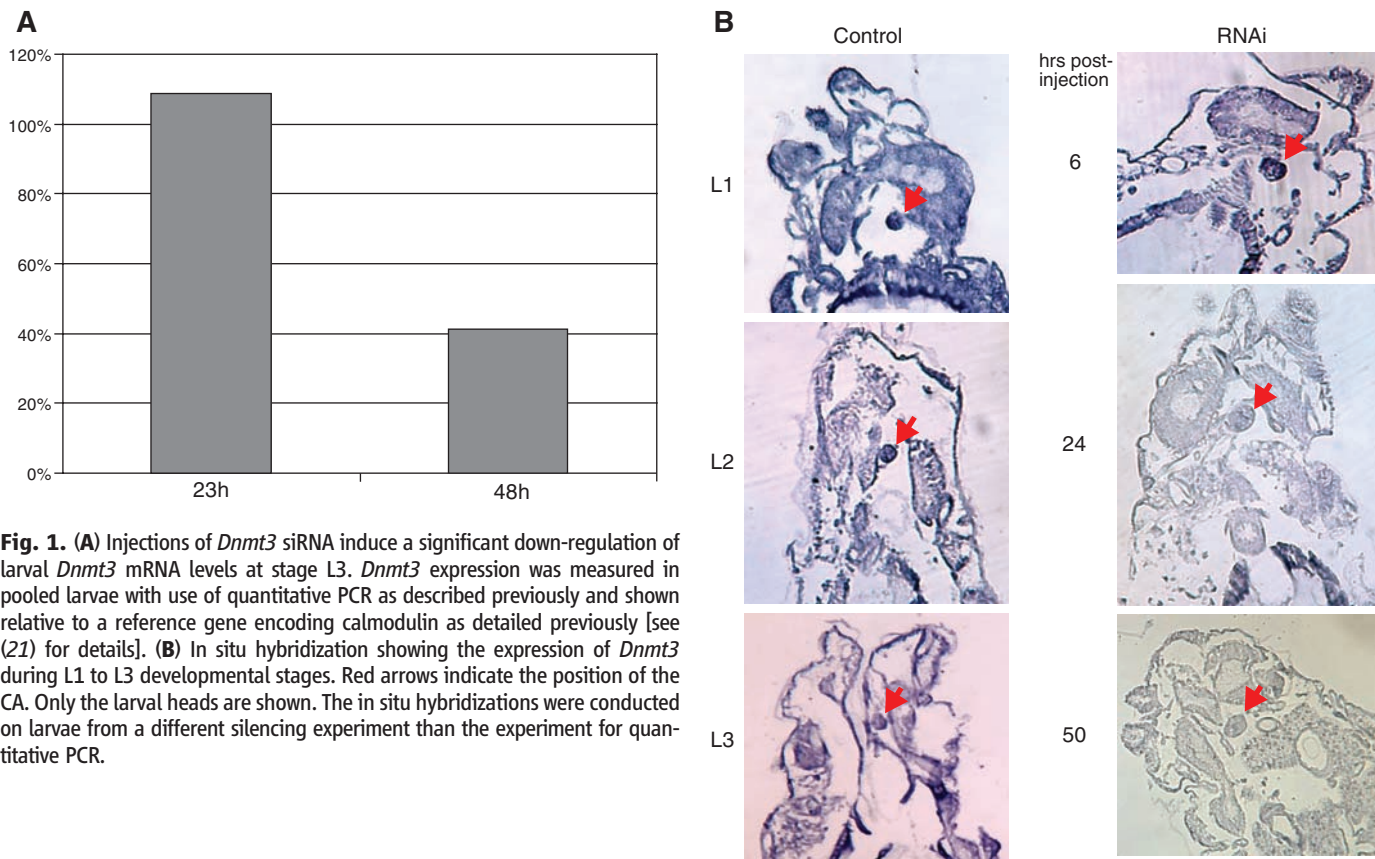 A
120%
100%
80%
60%
40%
20%
0%
23h 48h
Fig. 1. (A) Injections of Dnmt3 siRNA induce a significant down-regulation of
larval Dnmt3 mRNA levels at stage L3. Dnmt3 expression was measured in
pooled larvae with use of quantitative PCR as described previously and shown
relative to a reference gene encoding calmodulin as detailed previously [see
(21) for details]. (B) In situ hybridization showing the expression of Dnmt3
during L1 to L3 developmental stages. Red arrows indicate the position of the
CA. Only the larval heads are shown. The in situ hybridizations were conducted
on larvae from a different silencing experiment than the experiment for quan-
titative PCR.
B
Control
RNAi
hrs post-
injection
L1
6
L2
24
L3
50